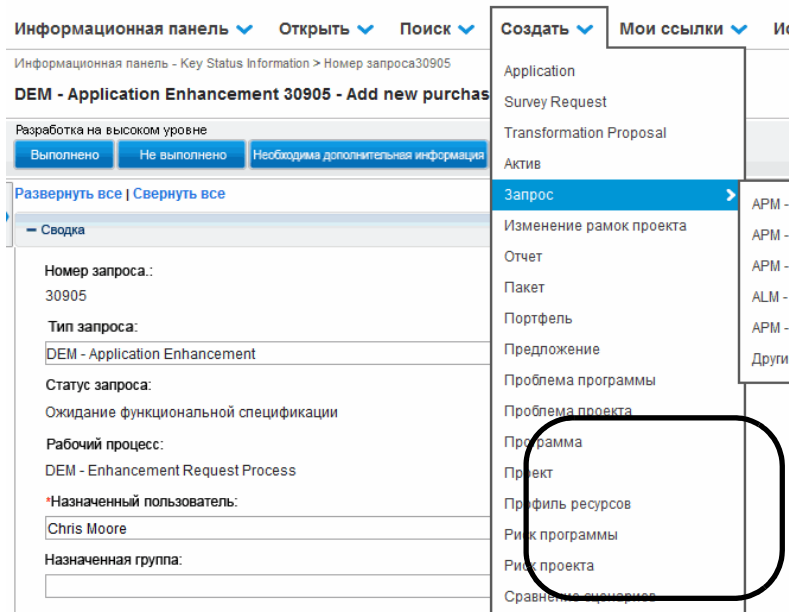 Информационная панель Открыть Поиск Создать Мои ссылки
Информационная панель - Key Status Information > Номер запроса30905
DEM - Application Enhancement 30905 - Add new purchas
Разработка на высоком уровне
Выполнено Не выполнено Необходима дополнительная информация
Развернуть все | Свернуть все
Сводка
Номер запроса.:
30905
Тип запроса:
DEM - Application Enhancement
Статус запроса:
Ожидание функциональной спецификации
Рабочий процесс:
DEM - Enhancement Request Process
*Назначенный пользователь:
Chris Moore
Назначенная группа:
Application
Survey Request
Transformation Proposal
Актив
Запрос
Изменение рамок проекта
Отчет
Пакет
Портфель
Предложение
Проблема программы
Проблема проекта
Программа
Проект
Профиль ресурсов
Риск программы
Риск проекта
Сравнение сценариев
APM -
APM -
APM -
ALM -
APM -
Други